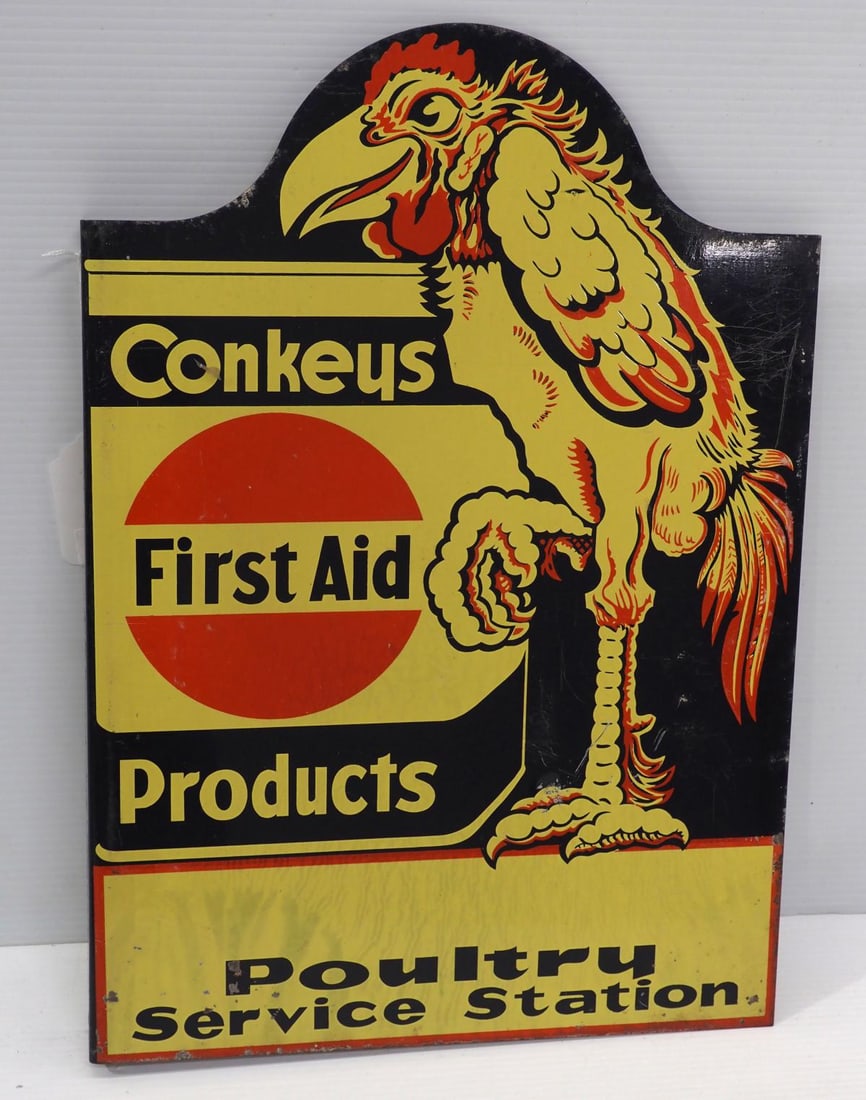 Conkeys
First Aid
Products
Poultry
Service Station